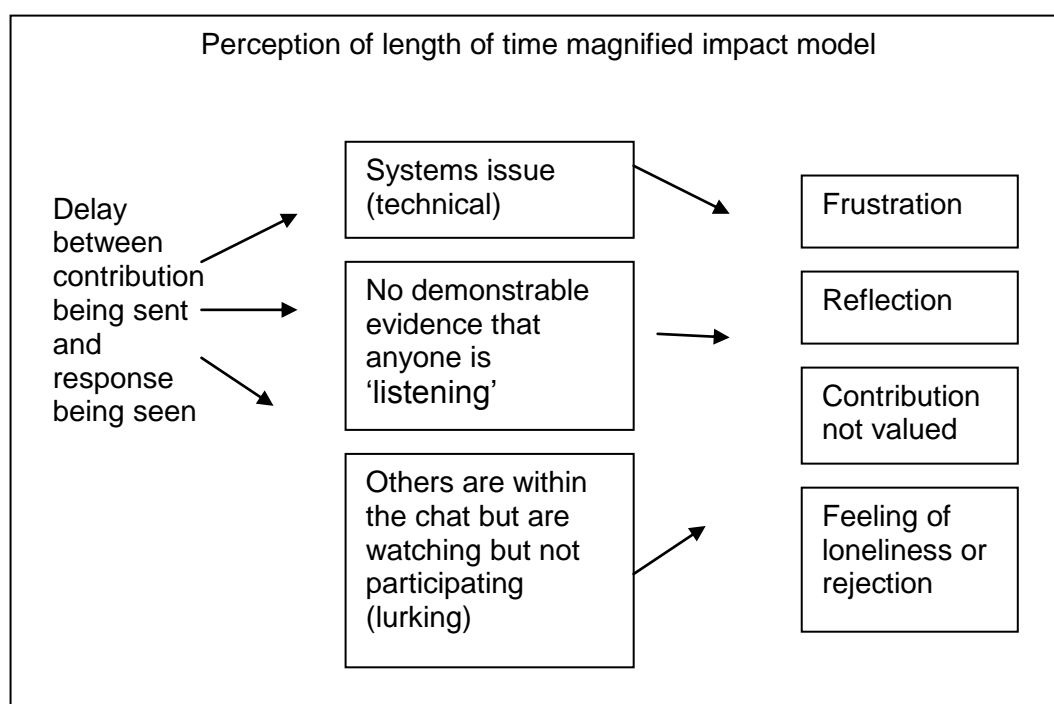 Perception of length of time magnified impact model
Delay
between
contribution
being sent
and
response
being seen
Systems issue
(technical)
No demonstrable
evidence that
anyone is
‘listening’
Others are within
the chat but are
watching but not
participating
(lurking)
Frustration
Reflection
Contribution
not valued
Feeling of
loneliness or
rejection